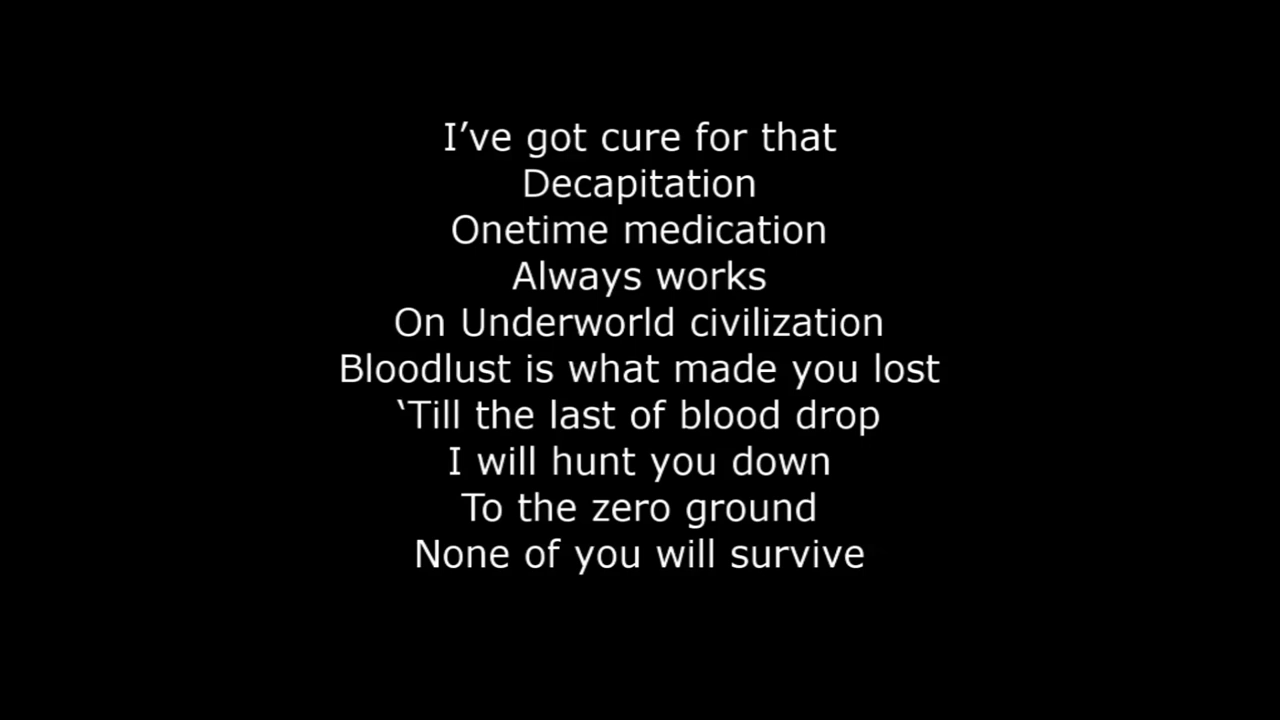 I’ve got cure for that
Decapitation
Onetime medication
Always works
On Underworld civilization
Bloodlust is what made you lost
‘Till the last of blood drop
I will hunt you down
To the zero ground
None of you will survive